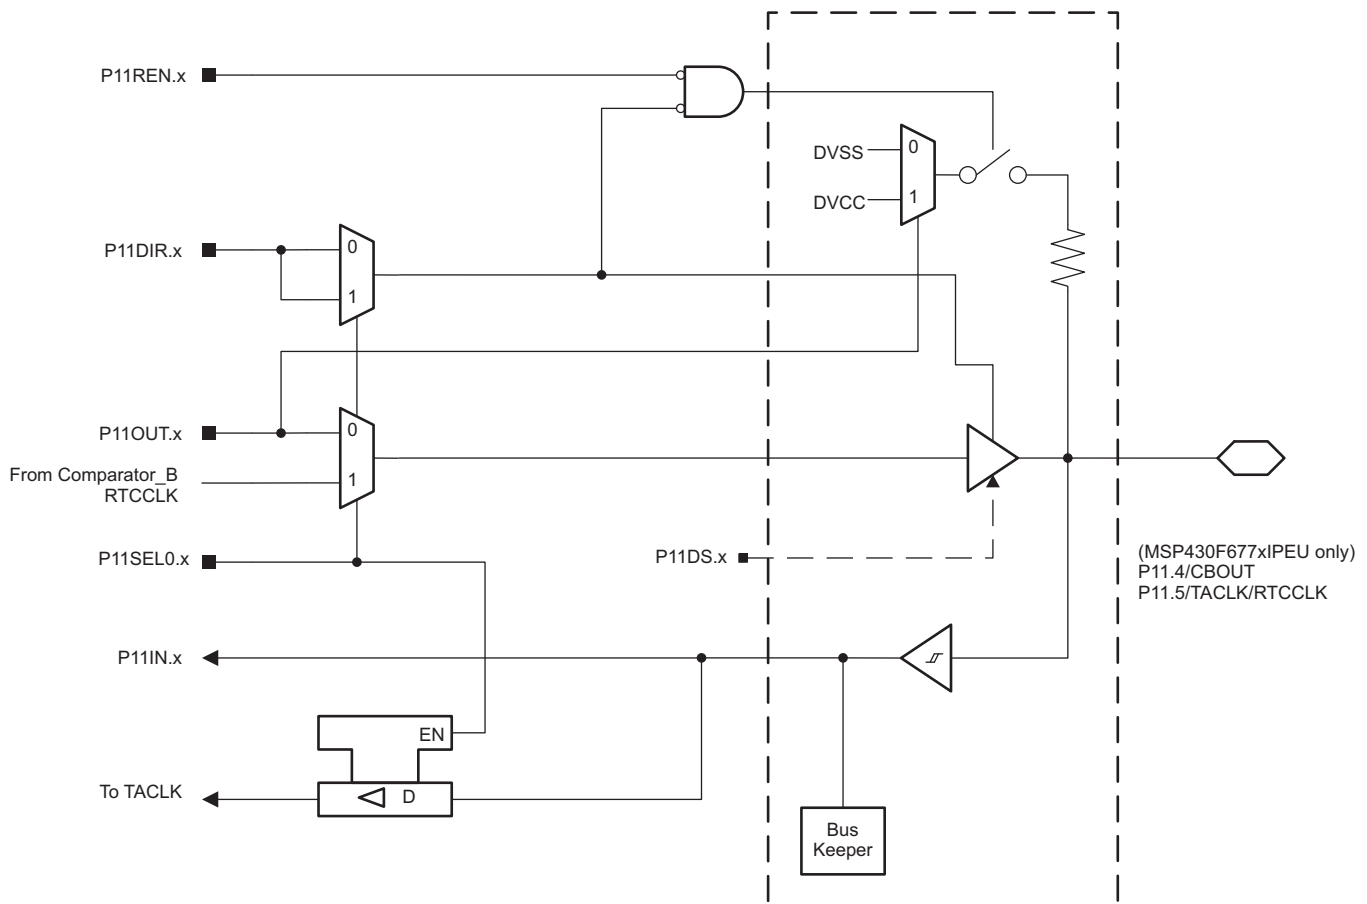 P11REN.x
DVSS
0
DVCC
1
P11DIR.x
0
1
P11OUT.x
0
From Comparator_B
RTCCLK
1
P11SEL0.x
P11DS.x
(MSP430F677xIPEU only)
P11.4/CBOUT
P11.5/TACLK/RTCCLK
P11IN.x
EN
To TACLK
D
Bus
Keeper